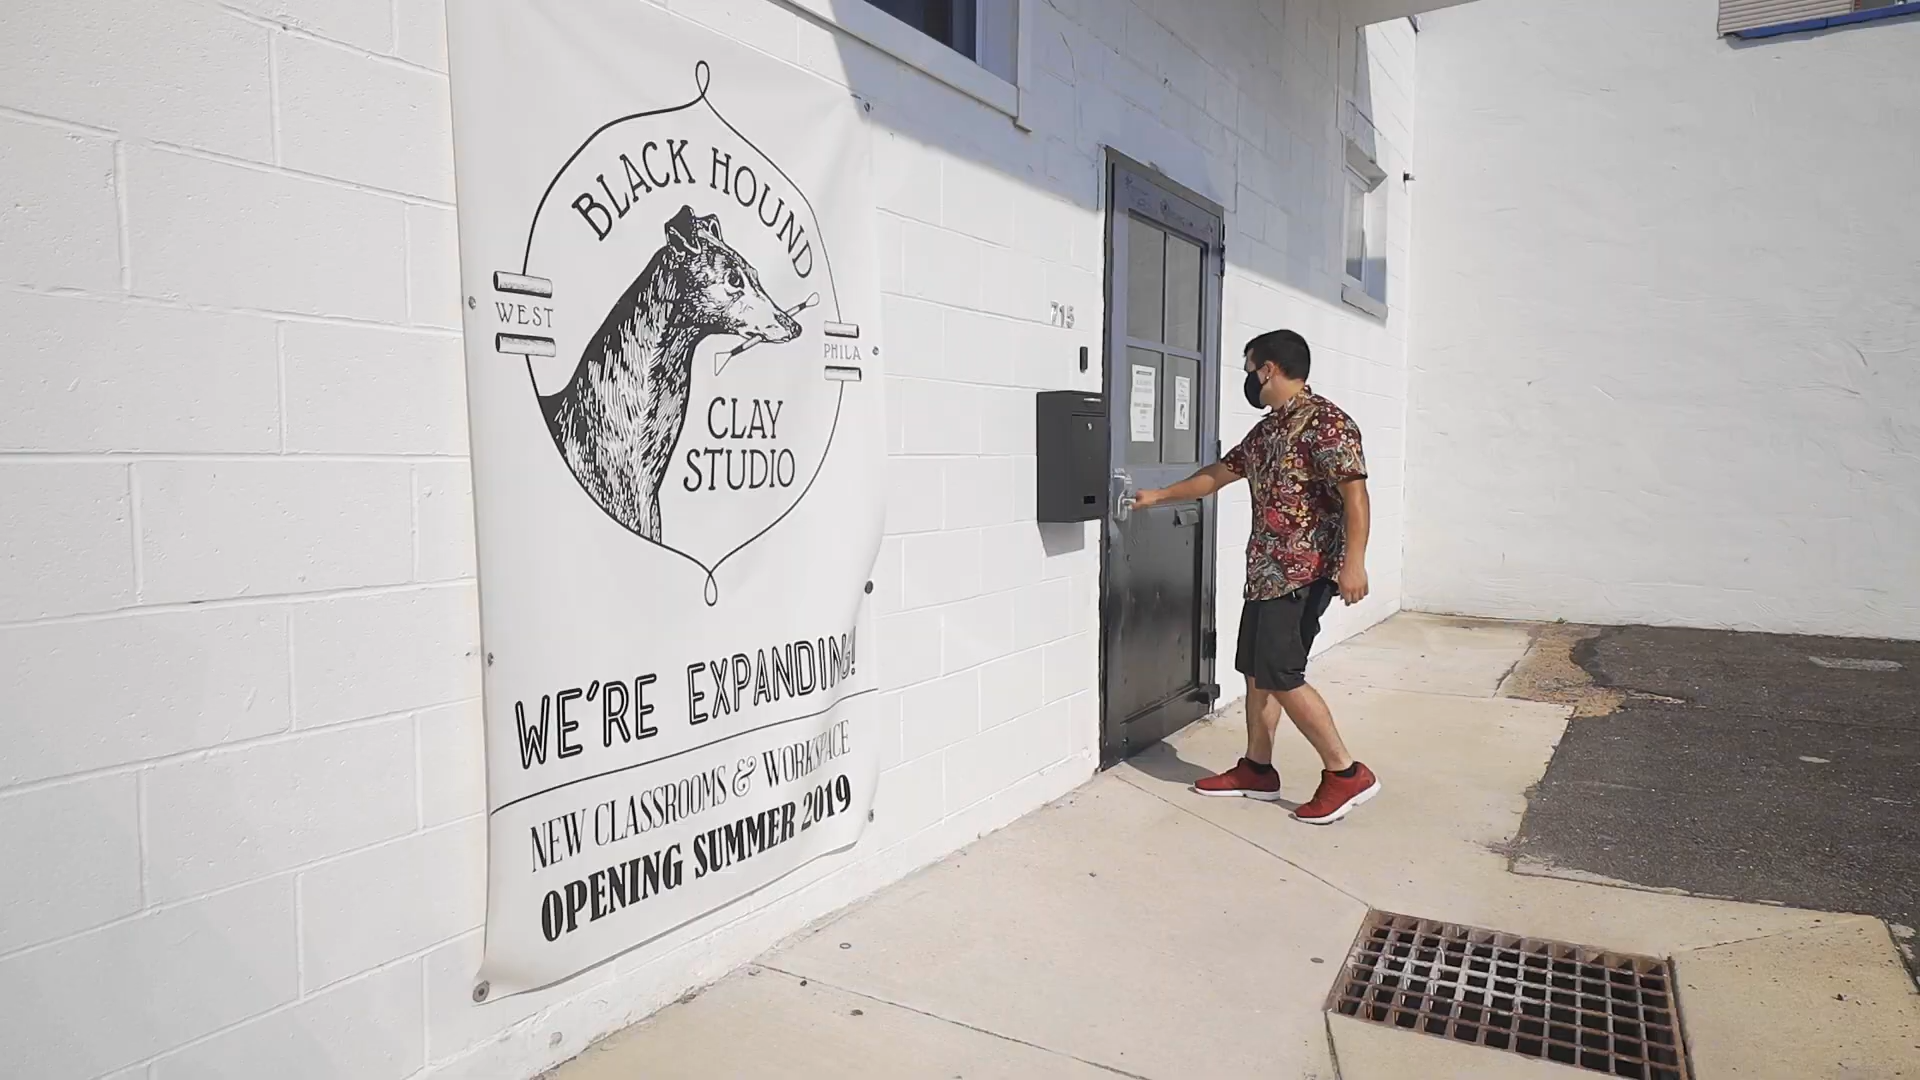 BLACK HOUND
WEST
PHILA
CLAY
STUDIO
WE'RE EXPANDING!
NEW CLASSROOMS & WORKSPACE
OPENING SUMMER 2019
715